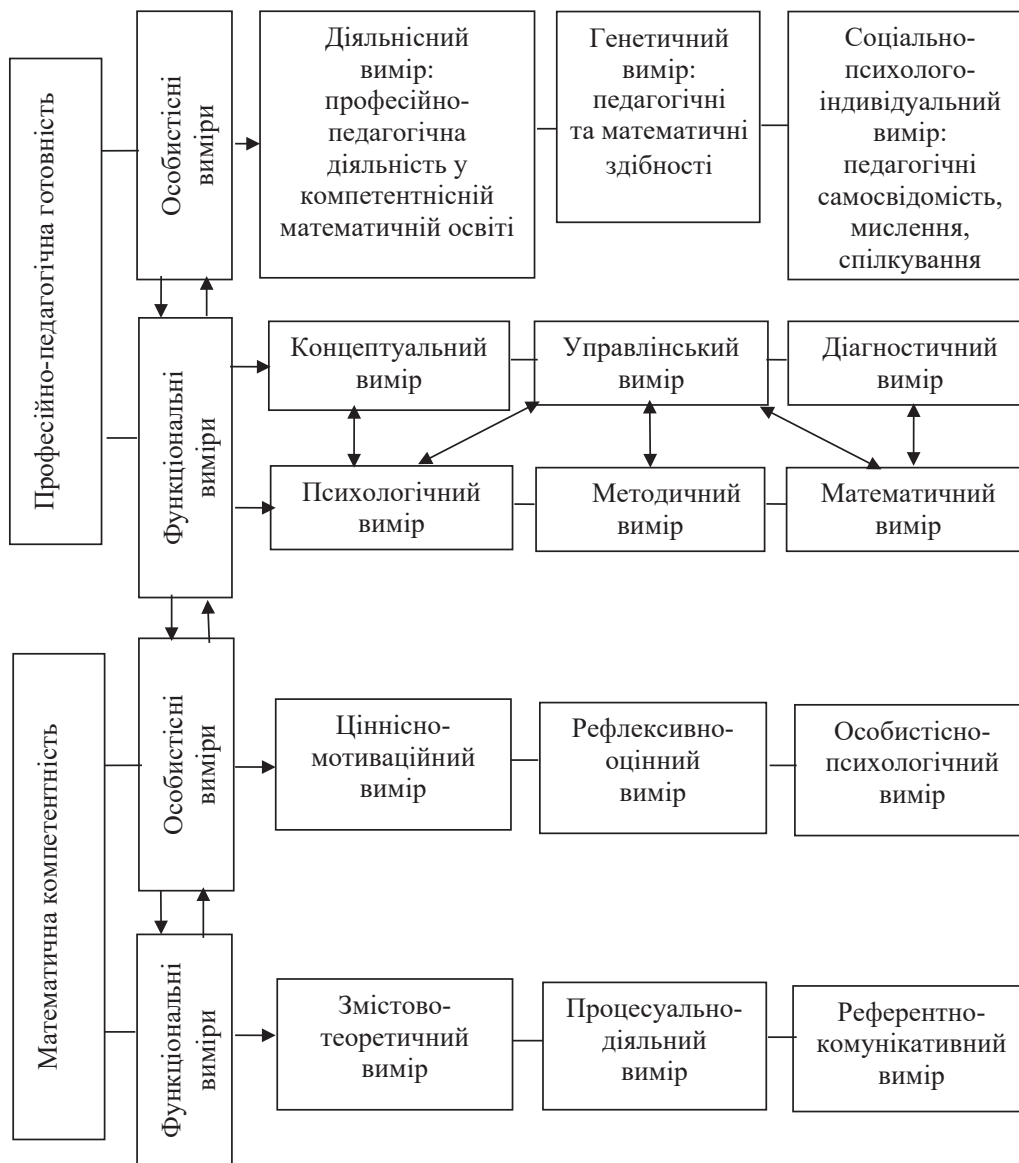 Професійно-педагогічна готовність
Особистісні
виміри
Діяльнісний
вимір:
професійно-
педагогічна
діяльність у
компетентнісній
математичній освіті
Генетичний
вимір:
педагогічні
та математичні
здібності
Соціально-
психолого-
індивідуальний
вимір:
педагогічні
самосвідомість,
мислення,
спілкування
Функціональні
виміри
Концептуальний
вимір
Управлінський
вимір
Діагностичний
вимір
Психологічний
вимір
Методичний
вимір
Математичний
вимір
Математична компетентність
Особистісні
виміри
Ціннісно-
мотиваційний
вимір
Рефлексивно-
оцінний
вимір
Особистісно-
психологічний
вимір
Функціональні
виміри
Змістово-
теоретичний
вимір
Процесуально-
діяльний
вимір
Референтно-
комунікативний
вимір